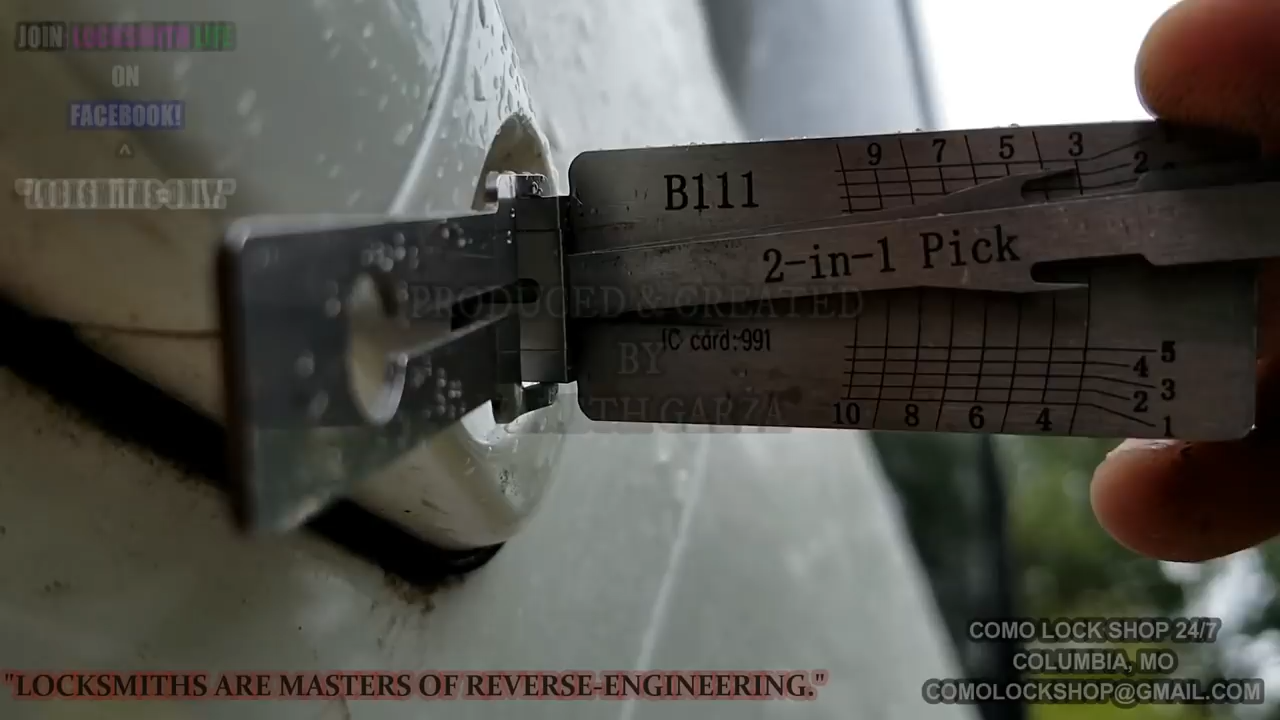 JOIN LOCKSMITH LIFE
ON
FACEBOOK!
^
B111
9 7 5 3
2
2-in-1 Pick
PRODUCED & CREATED
BY
GARZA
IC card:991
5
4
3
2
1
10 8 6 4
COMO LOCK SHOP 24/7
COLUMBIA, MO
COMOLOCKSHOP@GMAIL.COM
"LOCKSMITHS ARE MASTERS OF REVERSE-ENGINEERING."